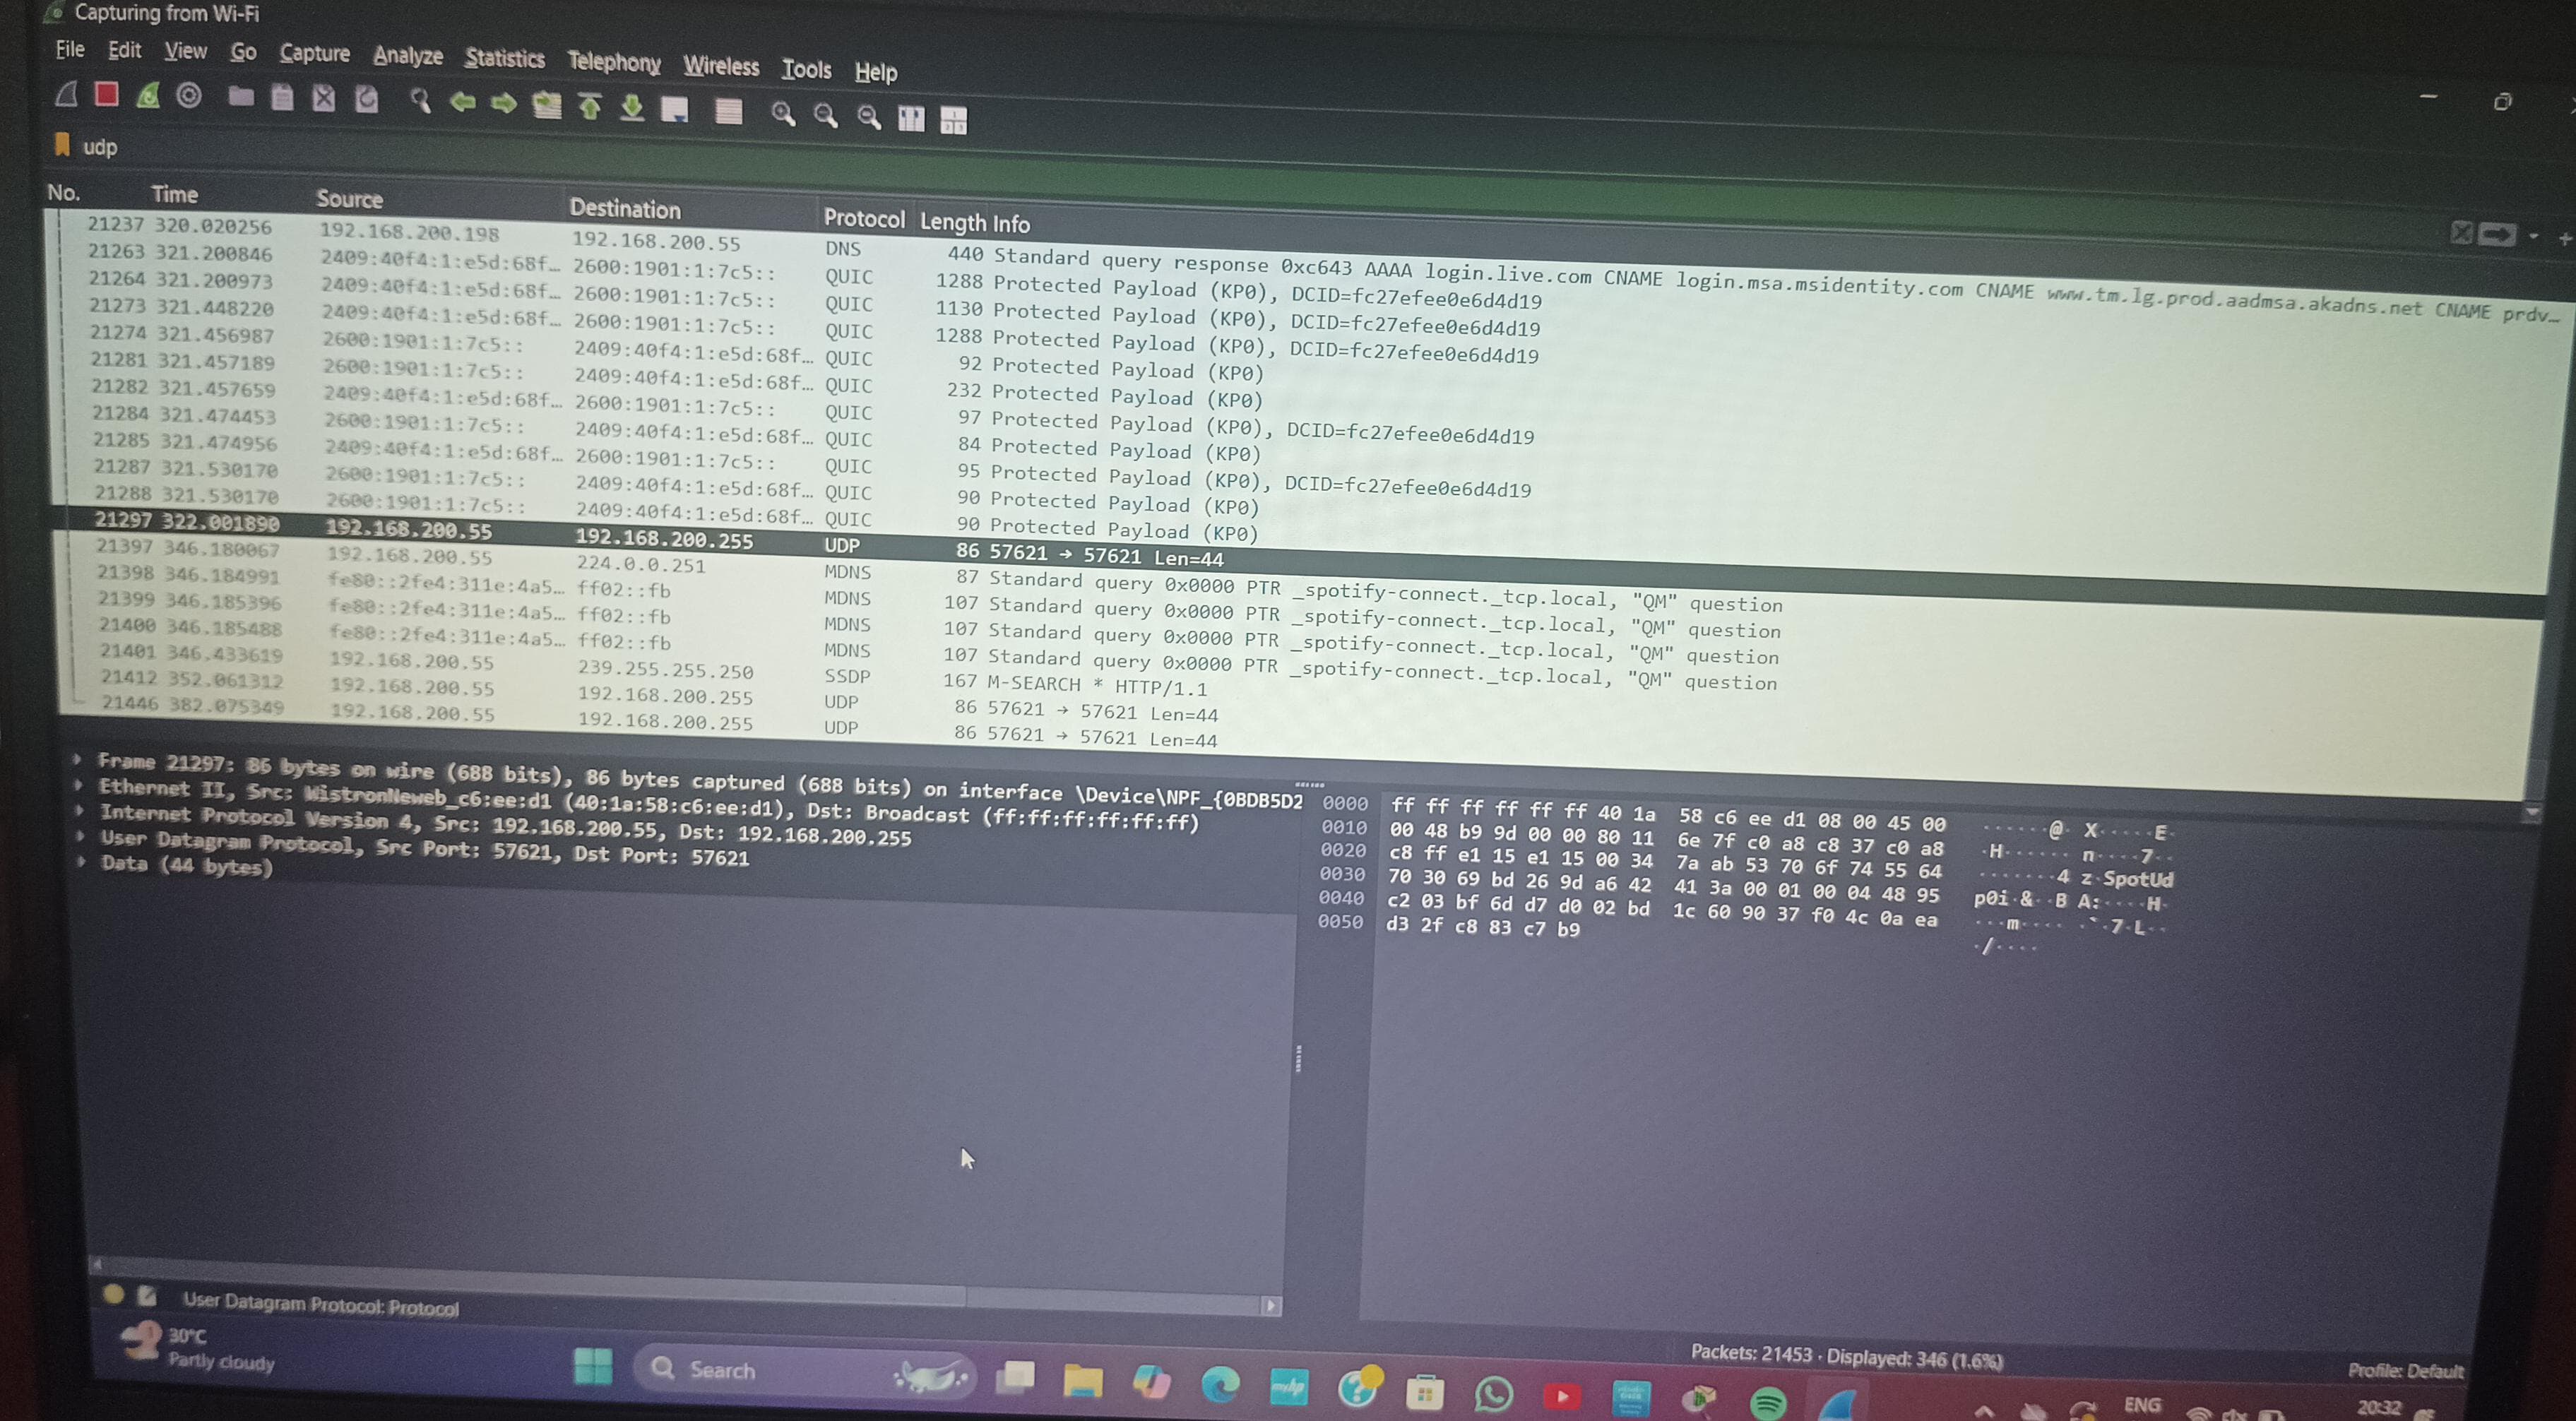 Capturing from Wi-Fi
File Edit View Go Capture Analyze Statistics Telephony Wireless Tools Help
udp
No. Time Source Destination Protocol Length Info
21237 320.020256 192.168.200.198 192.168.200.55 DNS 440 Standard query response 0xc643 AAAA login.live.com CNAME login.msa.msidentity.com CNAME www.tm.lg.prod.aadmsa.akadns.net CNAME prdv…
21263 321.200846 2409:40f4:1:e5d:68f… 2600:1901:1:7c5:: QUIC 1288 Protected Payload (KP0), DCID=fc27efee0e6d4d19
21264 321.200973 2409:40f4:1:e5d:68f… 2600:1901:1:7c5:: QUIC 1130 Protected Payload (KP0), DCID=fc27efee0e6d4d19
21273 321.448220 2409:40f4:1:e5d:68f… 2600:1901:1:7c5:: QUIC 1288 Protected Payload (KP0), DCID=fc27efee0e6d4d19
21274 321.456987 2600:1901:1:7c5:: 2409:40f4:1:e5d:68f… QUIC 92 Protected Payload (KP0)
21281 321.457189 2600:1901:1:7c5:: 2409:40f4:1:e5d:68f… QUIC 232 Protected Payload (KP0)
21282 321.457659 2409:40f4:1:e5d:68f… 2600:1901:1:7c5:: QUIC 97 Protected Payload (KP0), DCID=fc27efee0e6d4d19
21284 321.474453 2600:1901:1:7c5:: 2409:40f4:1:e5d:68f… QUIC 84 Protected Payload (KP0)
21285 321.474956 2409:40f4:1:e5d:68f… 2600:1901:1:7c5:: QUIC 95 Protected Payload (KP0), DCID=fc27efee0e6d4d19
21287 321.530170 2600:1901:1:7c5:: 2409:40f4:1:e5d:68f… QUIC 90 Protected Payload (KP0)
21288 321.530170 2600:1901:1:7c5:: 2409:40f4:1:e5d:68f… QUIC 90 Protected Payload (KP0)
21297 322.001890 192.168.200.55 192.168.200.255 UDP 86 57621 → 57621 Len=44
21397 346.180067 192.168.200.55 224.0.0.251 MDNS 87 Standard query 0x0000 PTR _spotify-connect._tcp.local, "QM" question
21398 346.184991 fe80::2fe4:311e:4a5… ff02::fb MDNS 107 Standard query 0x0000 PTR _spotify-connect._tcp.local, "QM" question
21399 346.185396 fe80::2fe4:311e:4a5… ff02::fb MDNS 107 Standard query 0x0000 PTR _spotify-connect._tcp.local, "QM" question
21400 346.185488 fe80::2fe4:311e:4a5… ff02::fb MDNS 107 Standard query 0x0000 PTR _spotify-connect._tcp.local, "QM" question
21401 346.433619 192.168.200.55 239.255.255.250 SSDP 167 M-SEARCH * HTTP/1.1
21412 352.061312 192.168.200.55 192.168.200.255 UDP 86 57621 → 57621 Len=44
21446 382.075349 192.168.200.55 192.168.200.255 UDP 86 57621 → 57621 Len=44
Frame 21297: 86 bytes on wire (688 bits), 86 bytes captured (688 bits) on interface \Device\NPF_{0BDB5D2
Ethernet II, Src: WistronNeweb_c6:ee:d1 (40:1a:58:c6:ee:d1), Dst: Broadcast (ff:ff:ff:ff:ff:ff)
Internet Protocol Version 4, Src: 192.168.200.55, Dst: 192.168.200.255
User Datagram Protocol, Src Port: 57621, Dst Port: 57621
Data (44 bytes)
0000 ff ff ff ff ff ff 40 1a 58 c6 ee d1 08 00 45 00 ······@· X·····E·
0010 00 48 b9 9d 00 00 80 11 6e 7f c0 a8 c8 37 c0 a8 ·H······ n····7··
0020 c8 ff e1 15 e1 15 00 34 7a ab 53 70 6f 74 55 64 ·······4 z·SpotUd
0030 70 30 69 bd 26 9d a6 42 41 3a 00 01 00 04 48 95 p0i·&··B A:····H·
0040 c2 03 bf 6d d7 d0 02 bd 1c 60 90 37 f0 4c 0a ea ···m···· ·`·7·L··
0050 d3 2f c8 83 c7 b9 ·/····
User Datagram Protocol: Protocol
Packets: 21453 · Displayed: 346 (1.6%)
Profile: Default
30°C
Partly cloudy
Search
myhp
ENG
20:32